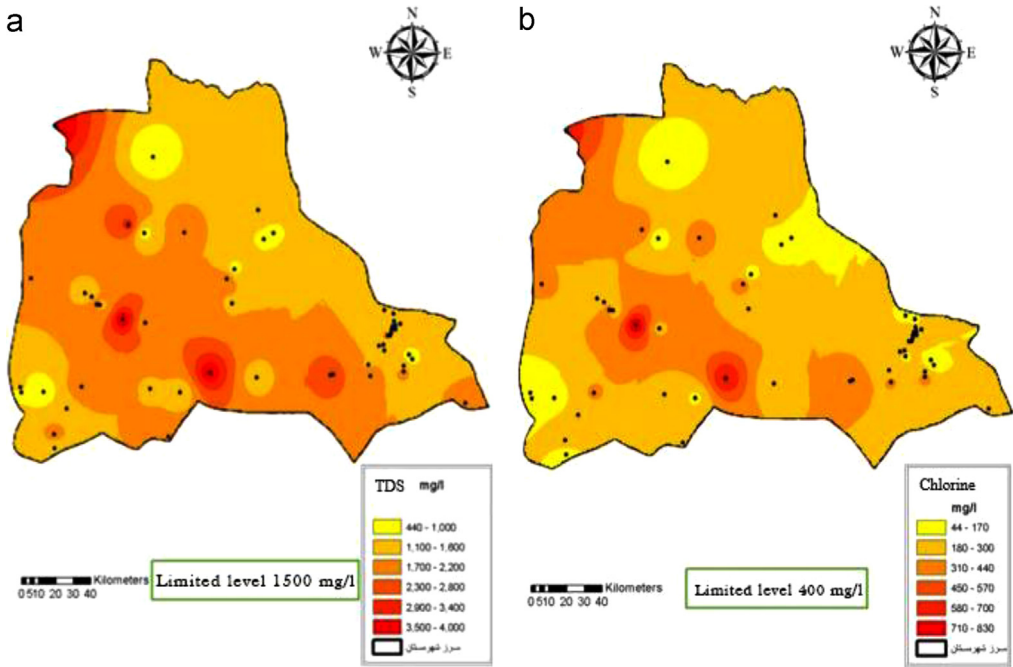 a
N
W E
S
TDS mg/l
440 - 1,000
1,100 - 1,600
1,700 - 2,200
2,300 - 2,800
2,900 - 3,400
3,500 - 4,000
مرز شهرستان
Kilometers
0 5 10 20 30 40
Limited level 1500 mg/l
b
N
W E
S
Chlorine
mg/l
44 - 170
180 - 300
310 - 440
450 - 570
580 - 700
710 - 830
مرز شهرستان
Kilometers
0 5 10 20 30 40
Limited level 400 mg/l